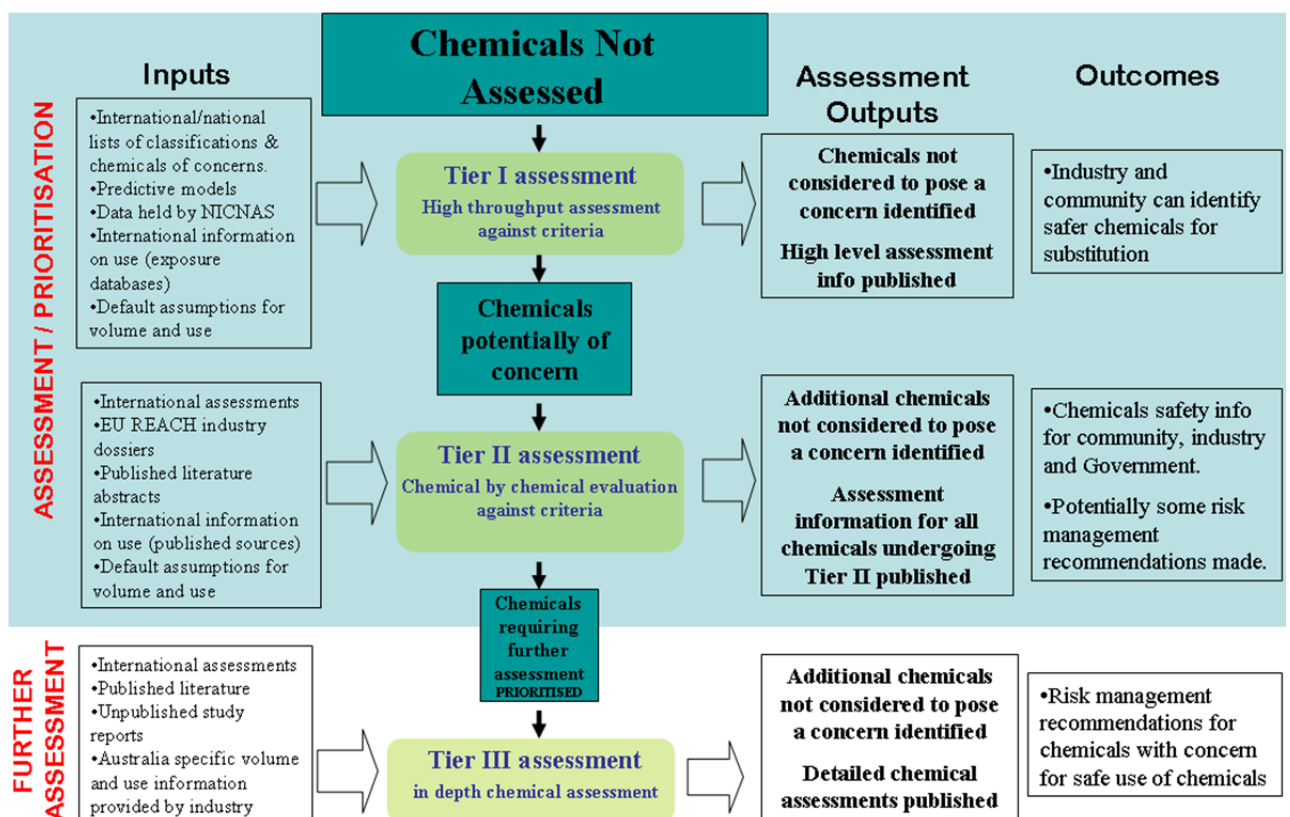 Chemicals Not
Assessed
Inputs
Assessment
Outputs
Outcomes
ASSESSMENT / PRIORITISATION
•International/national
lists of classifications &
chemicals of concerns.
•Predictive models
•Data held by NICNAS
•International information
on use (exposure
databases)
•Default assumptions for
volume and use
Tier I assessment
High throughput assessment
against criteria
Chemicals not
considered to pose a
concern identified
High level assessment
info published
•Industry and
community can identify
safer chemicals for
substitution
Chemicals
potentially of
concern
•International assessments
•EU REACH industry
dossiers
•Published literature
abstracts
•International information
on use (published sources)
•Default assumptions for
volume and use
Tier II assessment
Chemical by chemical evaluation
against criteria
Additional chemicals
not considered to pose
a concern identified
Assessment
information for all
chemicals undergoing
Tier II published
•Chemicals safety info
for community, industry
and Government.
•Potentially some risk
management
recommendations made.
Chemicals
requiring
further
assessment
PRIORITISED
FURTHER
ASSESSMENT
•International assessments
•Published literature
•Unpublished study
reports
•Australia specific volume
and use information
provided by industry
Tier III assessment
in depth chemical assessment
Additional chemicals
not considered to pose
a concern identified
Detailed chemical
assessments published
•Risk management
recommendations for
chemicals with concern
for safe use of chemicals